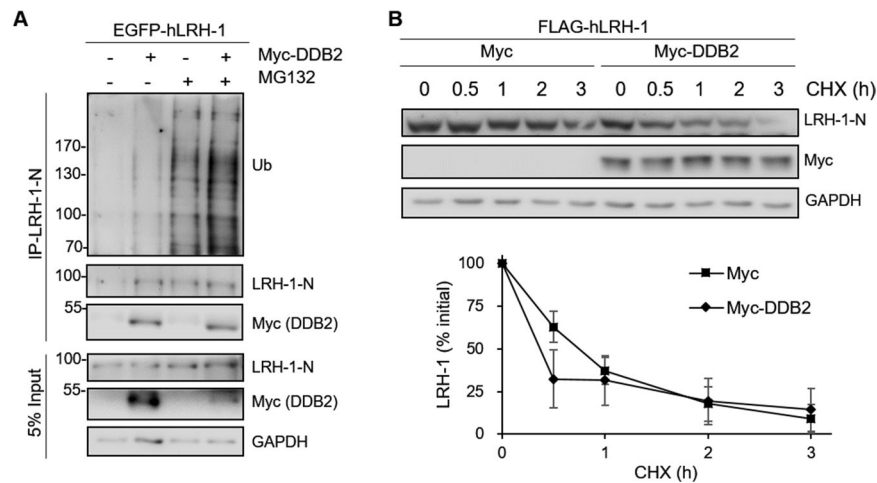 A
EGFP-hLRH-1
- + - + Myc-DDB2
- - + + MG132
IP-LRH-1-N
170-
130-
100-
70-
Ub
100-
LRH-1-N
55-
Myc (DDB2)
5% Input
100-
LRH-1-N
55-
Myc (DDB2)
GAPDH
B
FLAG-hLRH-1
Myc Myc-DDB2
0 0.5 1 2 3 0 0.5 1 2 3 CHX (h)
LRH-1-N
Myc
GAPDH
LRH-1 (% initial)
100
75
50
25
0
0 1 2 3
CHX (h)
Myc
Myc-DDB2